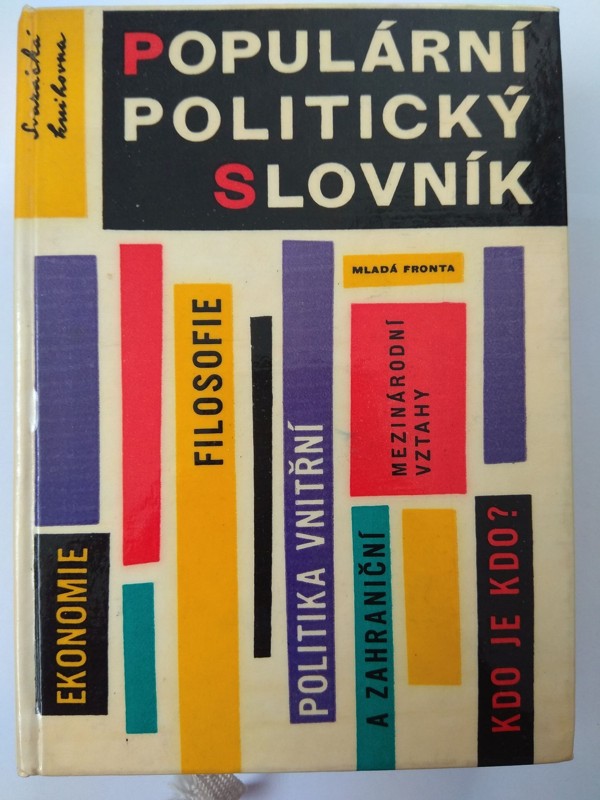 Svazácká
knihovna
POPULÁRNÍ
POLITICKÝ
SLOVNÍK
MLADÁ FRONTA
EKONOMIE
FILOSOFIE
POLITIKA VNITŘNÍ
A ZAHRANIČNÍ
MEZINÁRODNÍ
VZTAHY
KDO JE KDO?